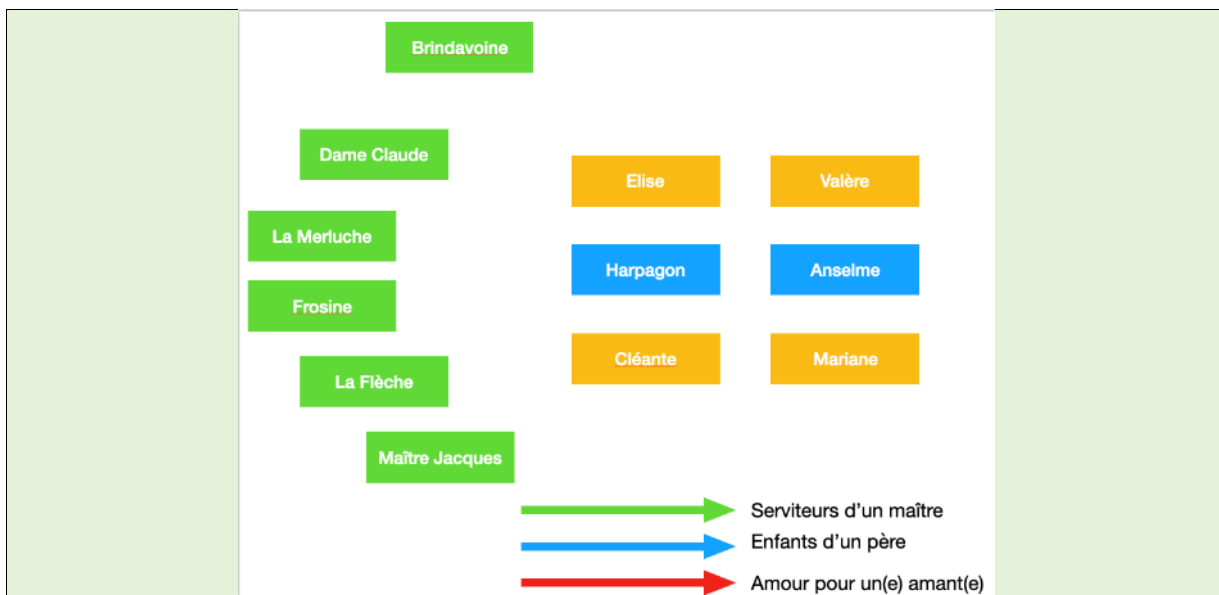 Brindavoine
Dame Claude
Elise
Valère
La Merluche
Harpagon
Anselme
Frosine
Cléante
Mariane
La Flèche
Maître Jacques
Serviteurs d'un maître
Enfants d'un père
Amour pour un(e) amant(e)